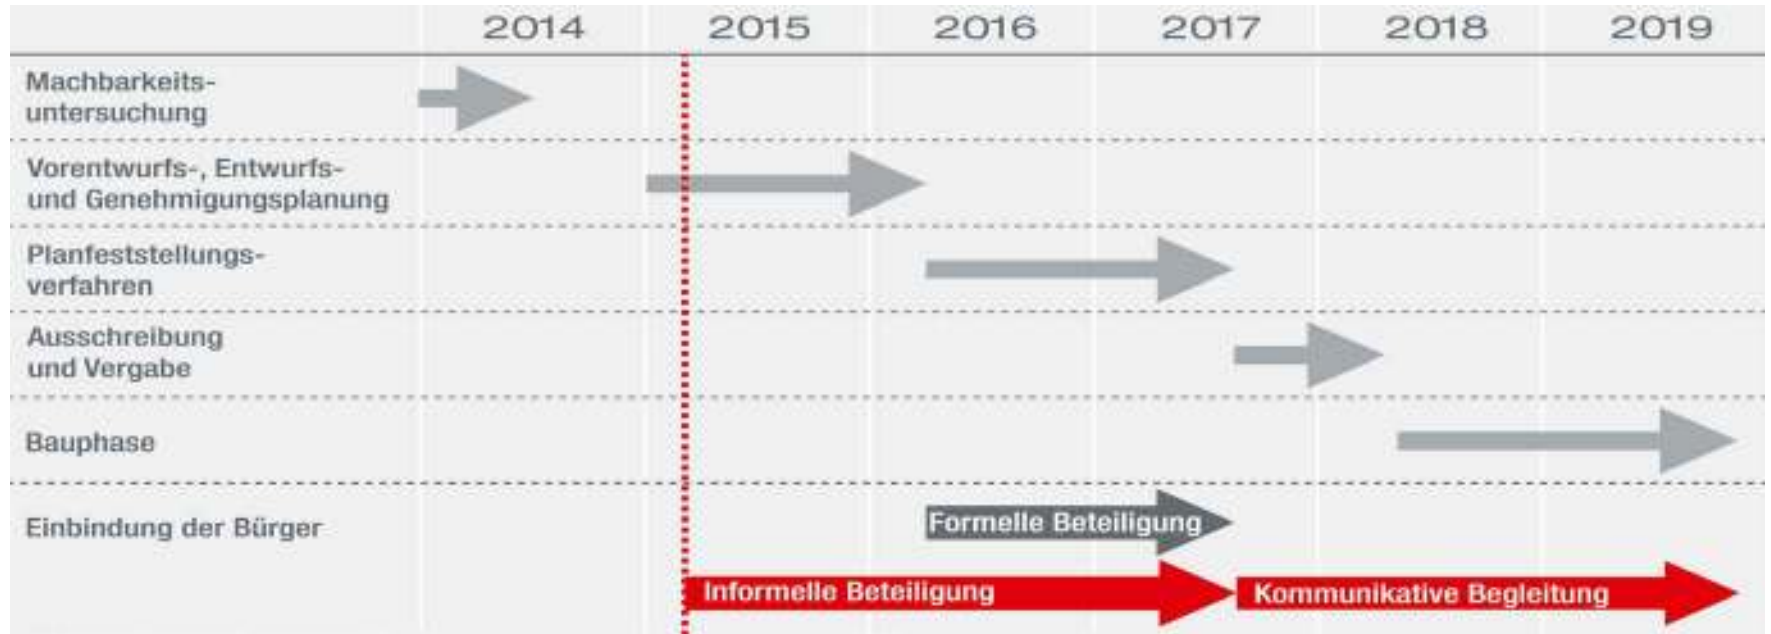 2014 2015 2016 2017 2018 2019
Machbarkeits-
untersuchung
Vorentwurfs-, Entwurfs-
und Genehmigungsplanung
Planfeststellungs-
verfahren
Ausschreibung
und Vergabe
Bauphase
Einbindung der Bürger
Formelle Beteiligung
Informelle Beteiligung
Kommunikative Begleitung